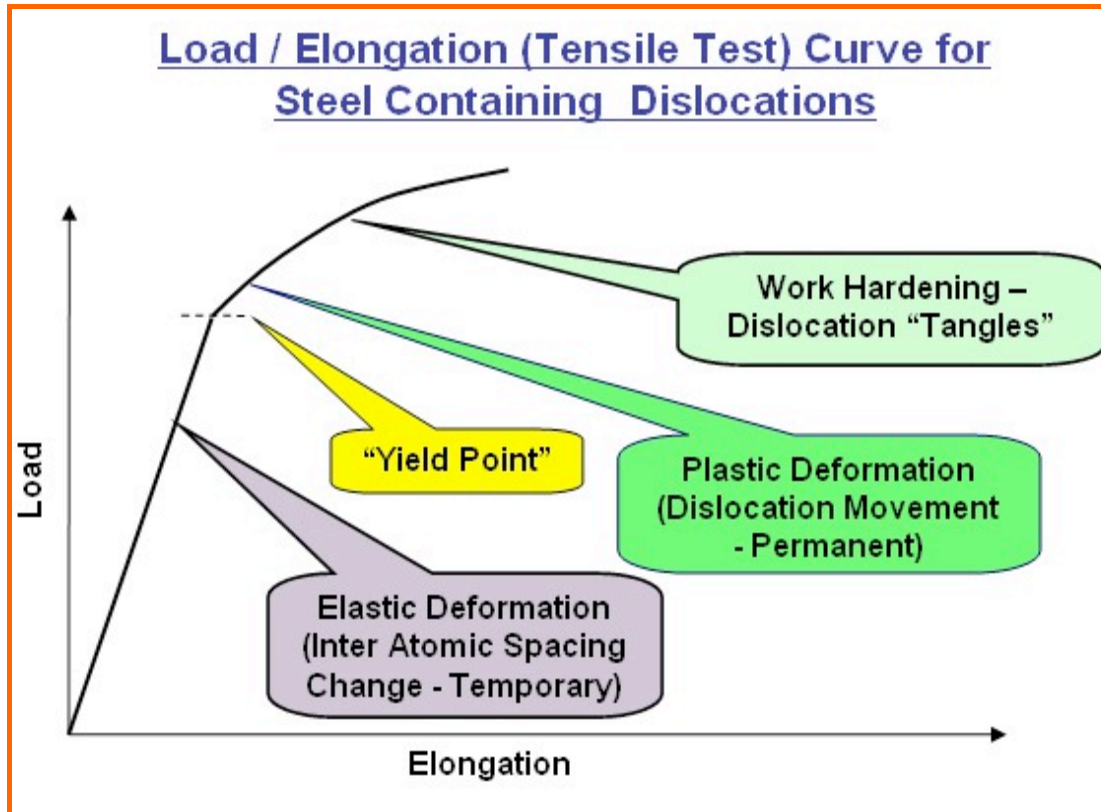 Load / Elongation (Tensile Test) Curve for
Steel Containing Dislocations
Work Hardening –
Dislocation “Tangles”
“Yield Point”
Plastic Deformation
(Dislocation Movement
- Permanent)
Load
Elastic Deformation
(Inter Atomic Spacing
Change - Temporary)
Elongation